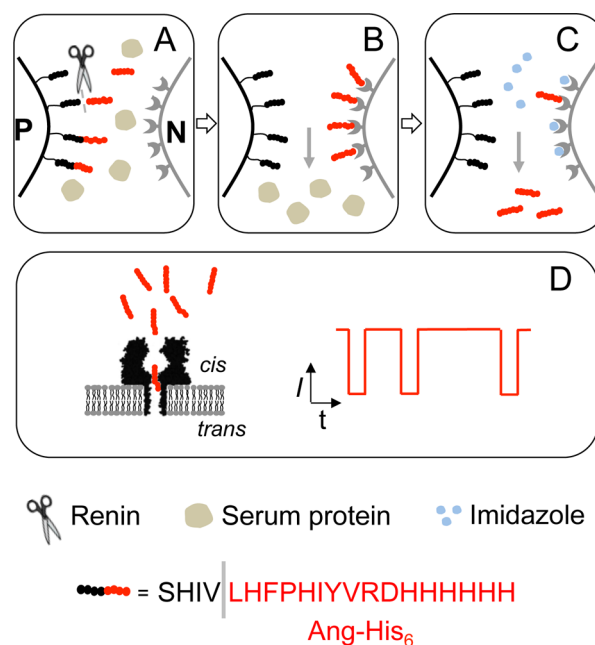 A
B
C
P
N
D
cis
trans
I
t
Renin
Serum protein
Imidazole
= SHIV LHFPHIYVRDHHHHHH
Ang-His₆